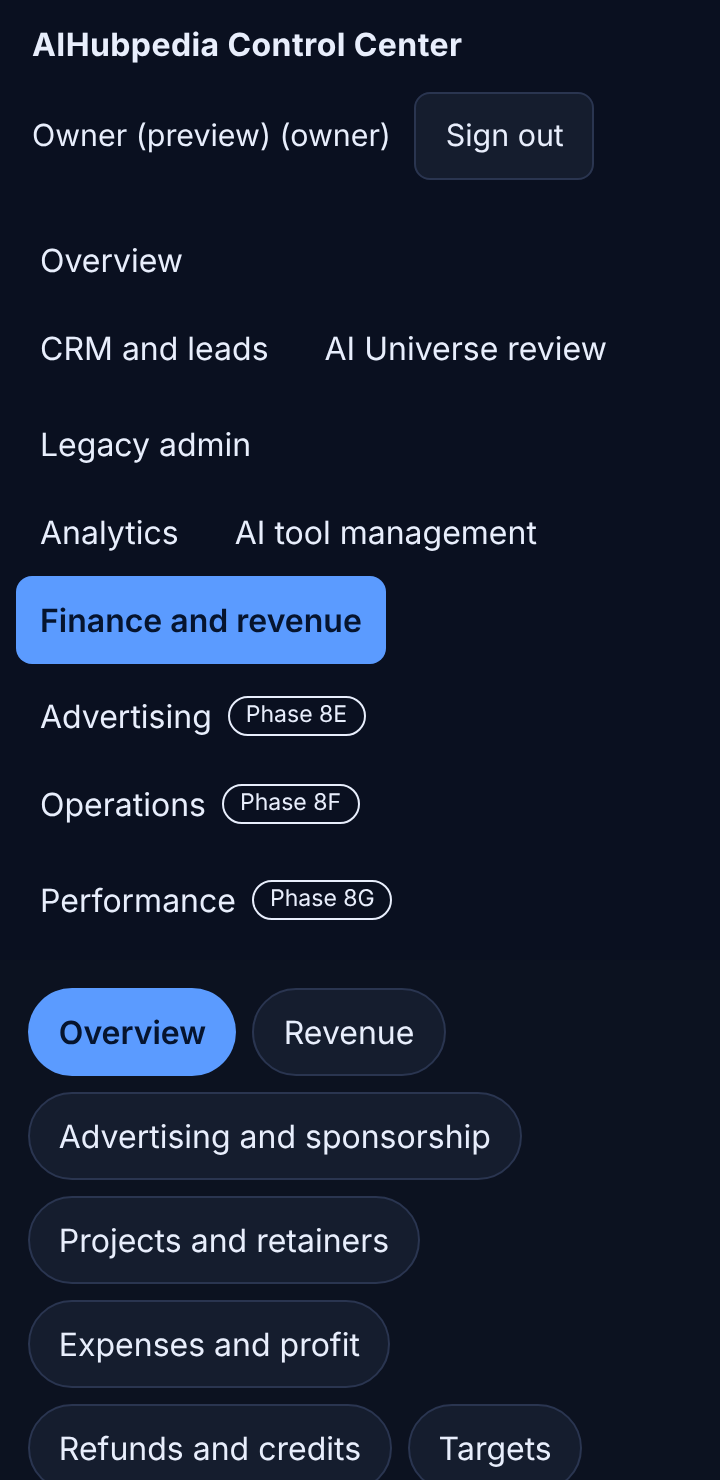 AIHubpedia Control Center
Owner (preview) (owner) Sign out
Overview
CRM and leads AI Universe review
Legacy admin
Analytics AI tool management
Finance and revenue
Advertising Phase 8E
Operations Phase 8F
Performance Phase 8G
Overview Revenue
Advertising and sponsorship
Projects and retainers
Expenses and profit
Refunds and credits Targets